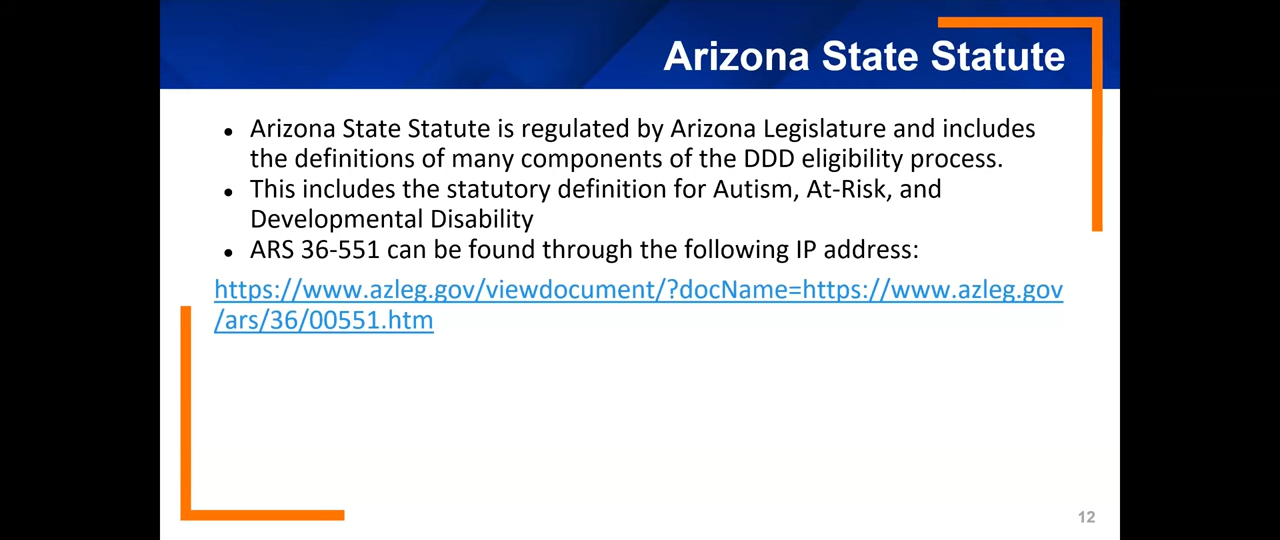 Arizona State Statute
• Arizona State Statute is regulated by Arizona Legislature and includes
the definitions of many components of the DDD eligibility process.
• This includes the statutory definition for Autism, At-Risk, and
Developmental Disability
• ARS 36-551 can be found through the following IP address:
https://www.azleg.gov/viewdocument/?docName=https://www.azleg.gov
/ars/36/00551.htm
12